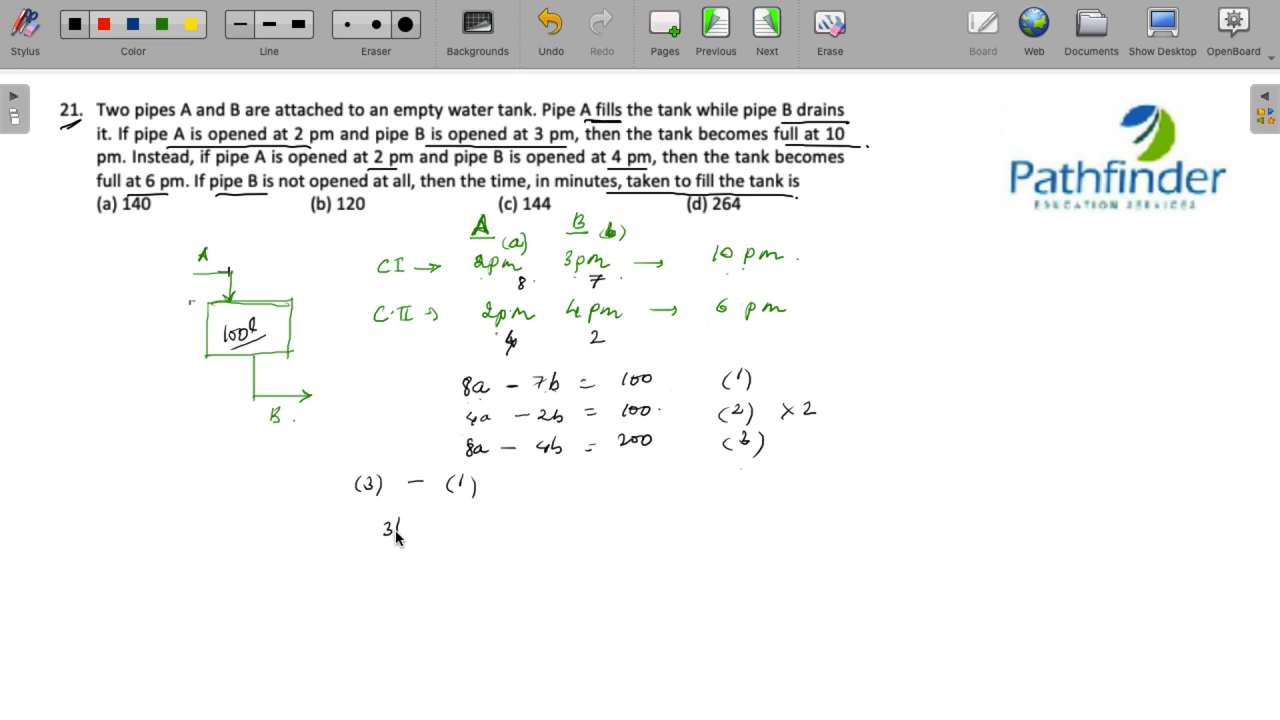 Stylus Color Line Eraser Backgrounds Undo Redo Pages Previous Next Erase Board Web Documents Show Desktop OpenBoard
21. Two pipes A and B are attached to an empty water tank. Pipe A fills the tank while pipe B drains
it. If pipe A is opened at 2 pm and pipe B is opened at 3 pm, then the tank becomes full at 10
pm. Instead, if pipe A is opened at 2 pm and pipe B is opened at 4 pm, then the tank becomes
full at 6 pm. If pipe B is not opened at all, then the time, in minutes, taken to fill the tank is
(a) 140 (b) 120 (c) 144 (d) 264
Pathfinder
EDUCATION SERVICES
A B
(a) (b)
A
CI → 2pm 3pm → 10 pm.
8 7
C.II → 2pm 4pm → 6 pm
4 2
100l
B.
8a - 7b = 100 (1)
4a - 2b = 100. (2) x 2
8a - 4b = 200 (3)
(3) - (1)